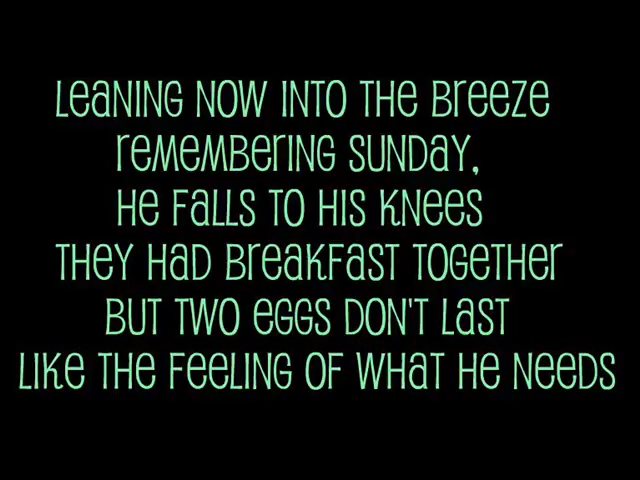 Leaning now into the breeze
remembering sunday,
He falls to his knees
They had breakfast together
But two eggs don't last
Like the feeling of what he needs